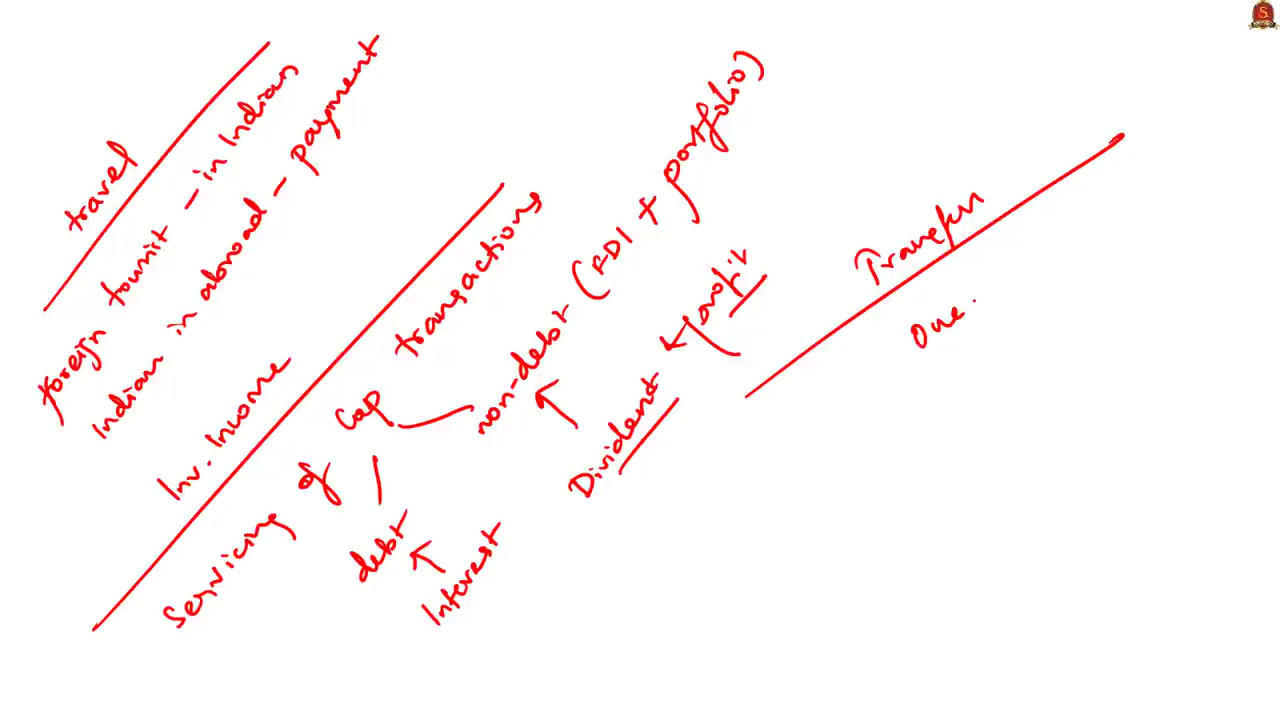 travel
foreign tourist - in Indian
Indian in abroad - payment
Inv. Income
Servicing of Cap transactions
debt
Interest
non-debt (FDI + portfolio)
Dividend
profit
Transfer
one.
S